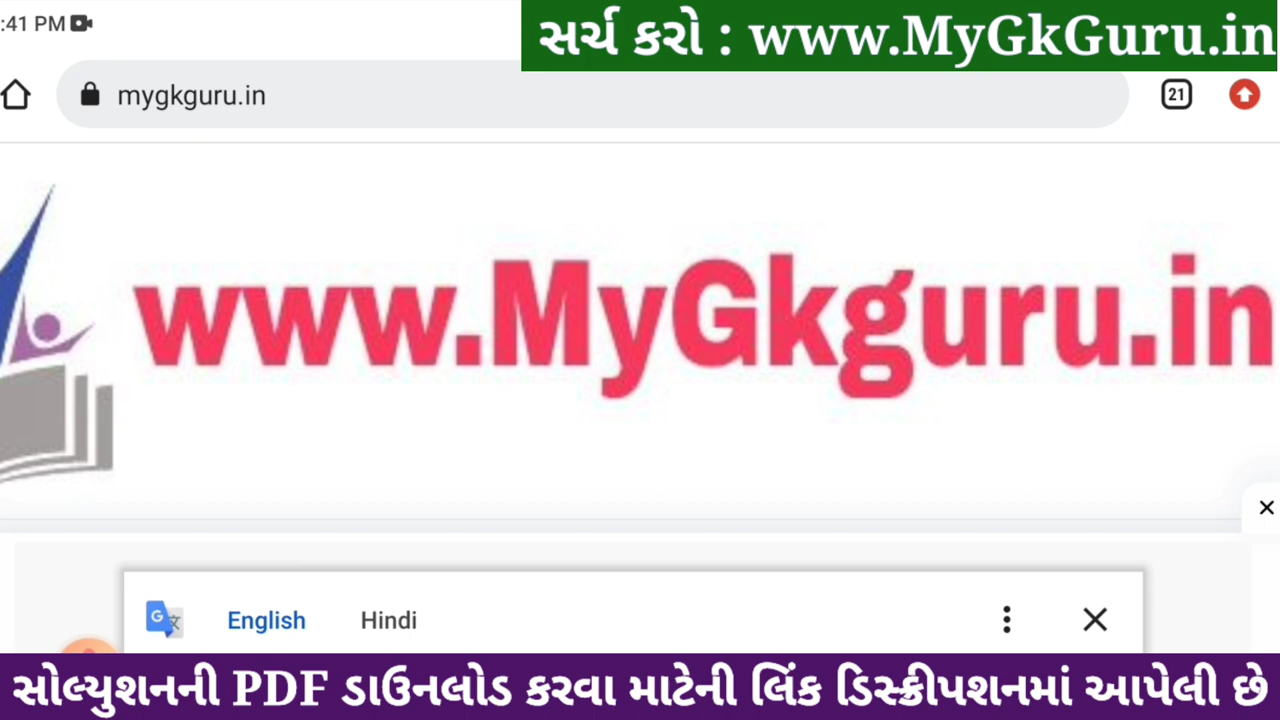 :41 PM
સર્ચ કરો : www.MyGkGuru.in
mygkguru.in
21
www.MyGkguru.in
English Hindi
સોલ્યુશનની PDF ડાઉનલોડ કરવા માટેની લિંક ડિસ્ક્રીપશનમાં આપેલી છે